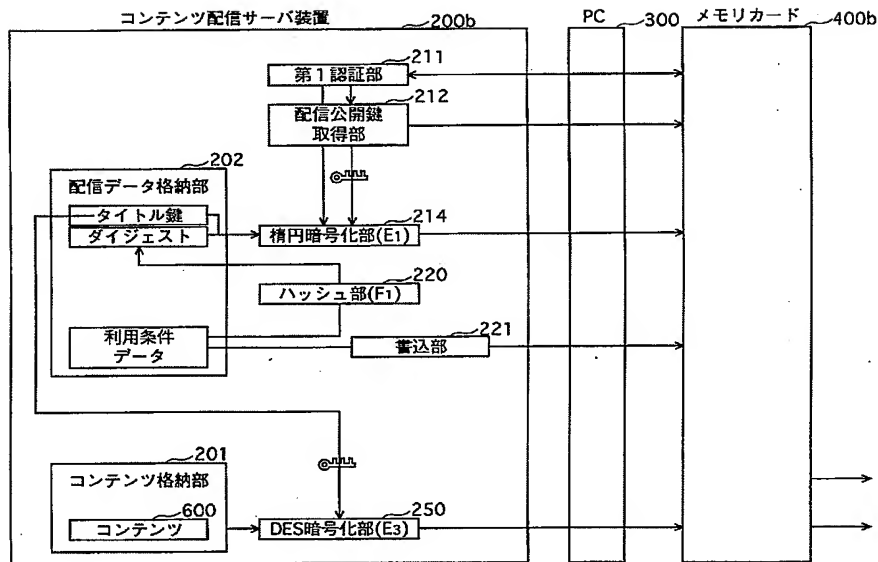 コンテンツ配信サーバ装置
200b
PC
300
メモリカード
400b
211
第1認証部
212
配信公開鍵
取得部
202
配信データ格納部
タイトル鍵
ダイジェスト
214
楕円暗号化部(E1)
220
ハッシュ部(F1)
利用条件
データ
221
書込部
201
コンテンツ格納部
600
コンテンツ
250
DES暗号化部(E3)